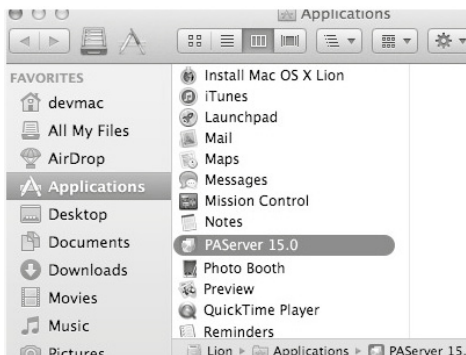 Applications
FAVORITES
devmac
All My Files
AirDrop
Applications
Desktop
Documents
Downloads
Movies
Music
Pictures
Install Mac OS X Lion
iTunes
Launchpad
Mail
Maps
Messages
Mission Control
Notes
PAServer 15.0
Photo Booth
Preview
QuickTime Player
Reminders
Lion ▸ Applications ▸ PAServer 15.